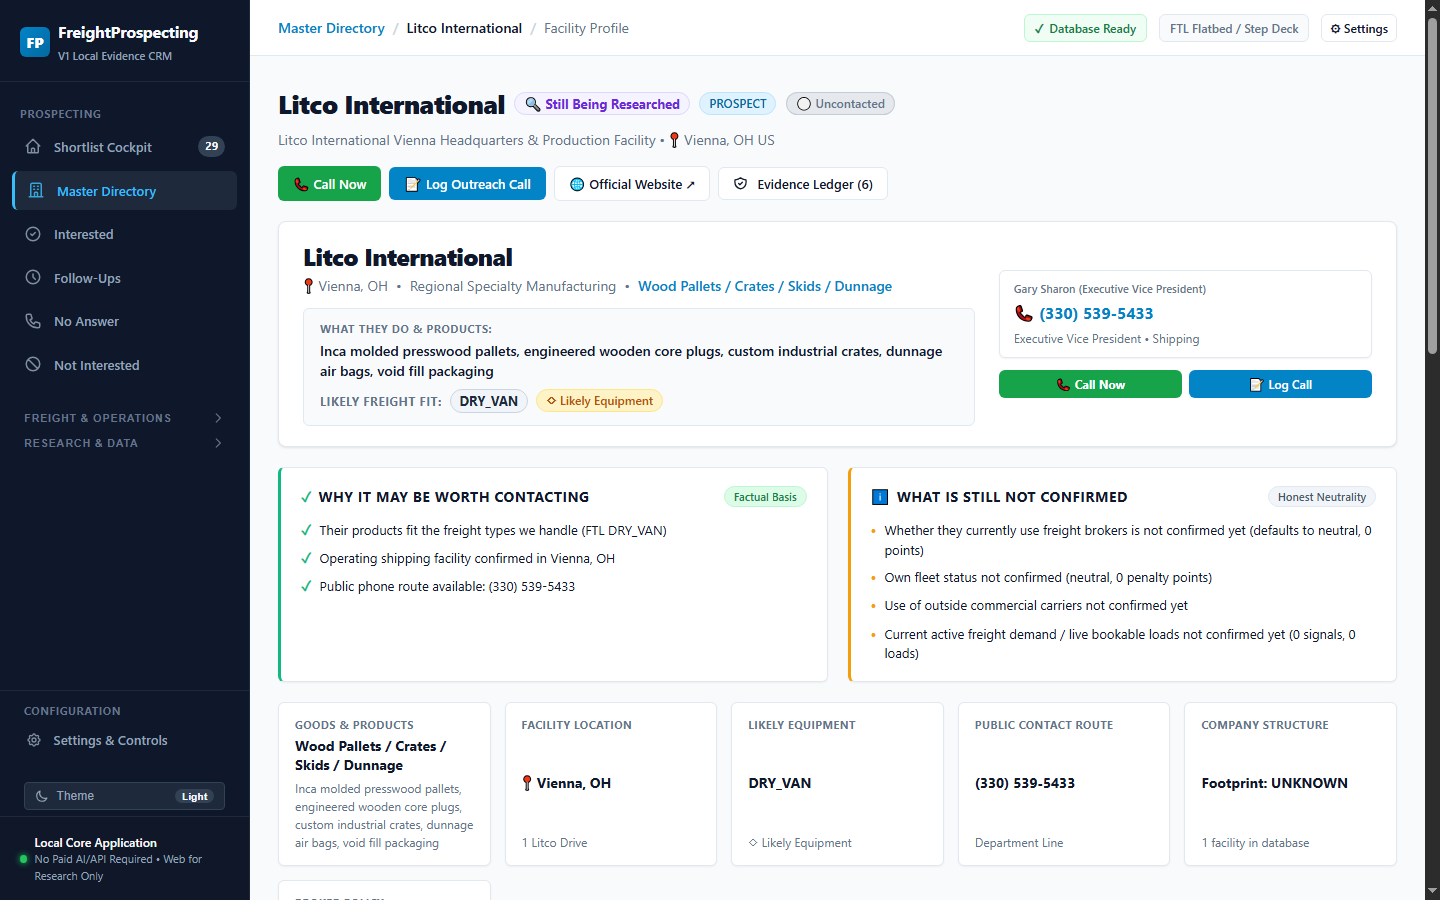 FP
FreightProspecting
V1 Local Evidence CRM
PROSPECTING
Shortlist Cockpit 29
Master Directory
Interested
Follow-Ups
No Answer
Not Interested
FREIGHT & OPERATIONS
RESEARCH & DATA
CONFIGURATION
Settings & Controls
Theme Light
Local Core Application
No Paid AI/API Required • Web for
Research Only
Master Directory / Litco International / Facility Profile
✓ Database Ready
FTL Flatbed / Step Deck
Settings
Litco International Still Being Researched PROSPECT Uncontacted
Litco International Vienna Headquarters & Production Facility • Vienna, OH US
Call Now
Log Outreach Call
Official Website ↗
Evidence Ledger (6)
Litco International
Vienna, OH • Regional Specialty Manufacturing • Wood Pallets / Crates / Skids / Dunnage
WHAT THEY DO & PRODUCTS:
Inca molded presswood pallets, engineered wooden core plugs, custom industrial crates, dunnage
air bags, void fill packaging
LIKELY FREIGHT FIT: DRY_VAN ◇ Likely Equipment
Gary Sharon (Executive Vice President)
(330) 539-5433
Executive Vice President • Shipping
Call Now
Log Call
✓ WHY IT MAY BE WORTH CONTACTING Factual Basis
✓ Their products fit the freight types we handle (FTL DRY_VAN)
✓ Operating shipping facility confirmed in Vienna, OH
✓ Public phone route available: (330) 539-5433
i WHAT IS STILL NOT CONFIRMED Honest Neutrality
• Whether they currently use freight brokers is not confirmed yet (defaults to neutral, 0
points)
• Own fleet status not confirmed (neutral, 0 penalty points)
• Use of outside commercial carriers not confirmed yet
• Current active freight demand / live bookable loads not confirmed yet (0 signals, 0
loads)
GOODS & PRODUCTS
Wood Pallets / Crates /
Skids / Dunnage
Inca molded presswood pallets,
engineered wooden core plugs,
custom industrial crates, dunnage
air bags, void fill packaging
FACILITY LOCATION
Vienna, OH
1 Litco Drive
LIKELY EQUIPMENT
DRY_VAN
◇ Likely Equipment
PUBLIC CONTACT ROUTE
(330) 539-5433
Department Line
COMPANY STRUCTURE
Footprint: UNKNOWN
1 facility in database